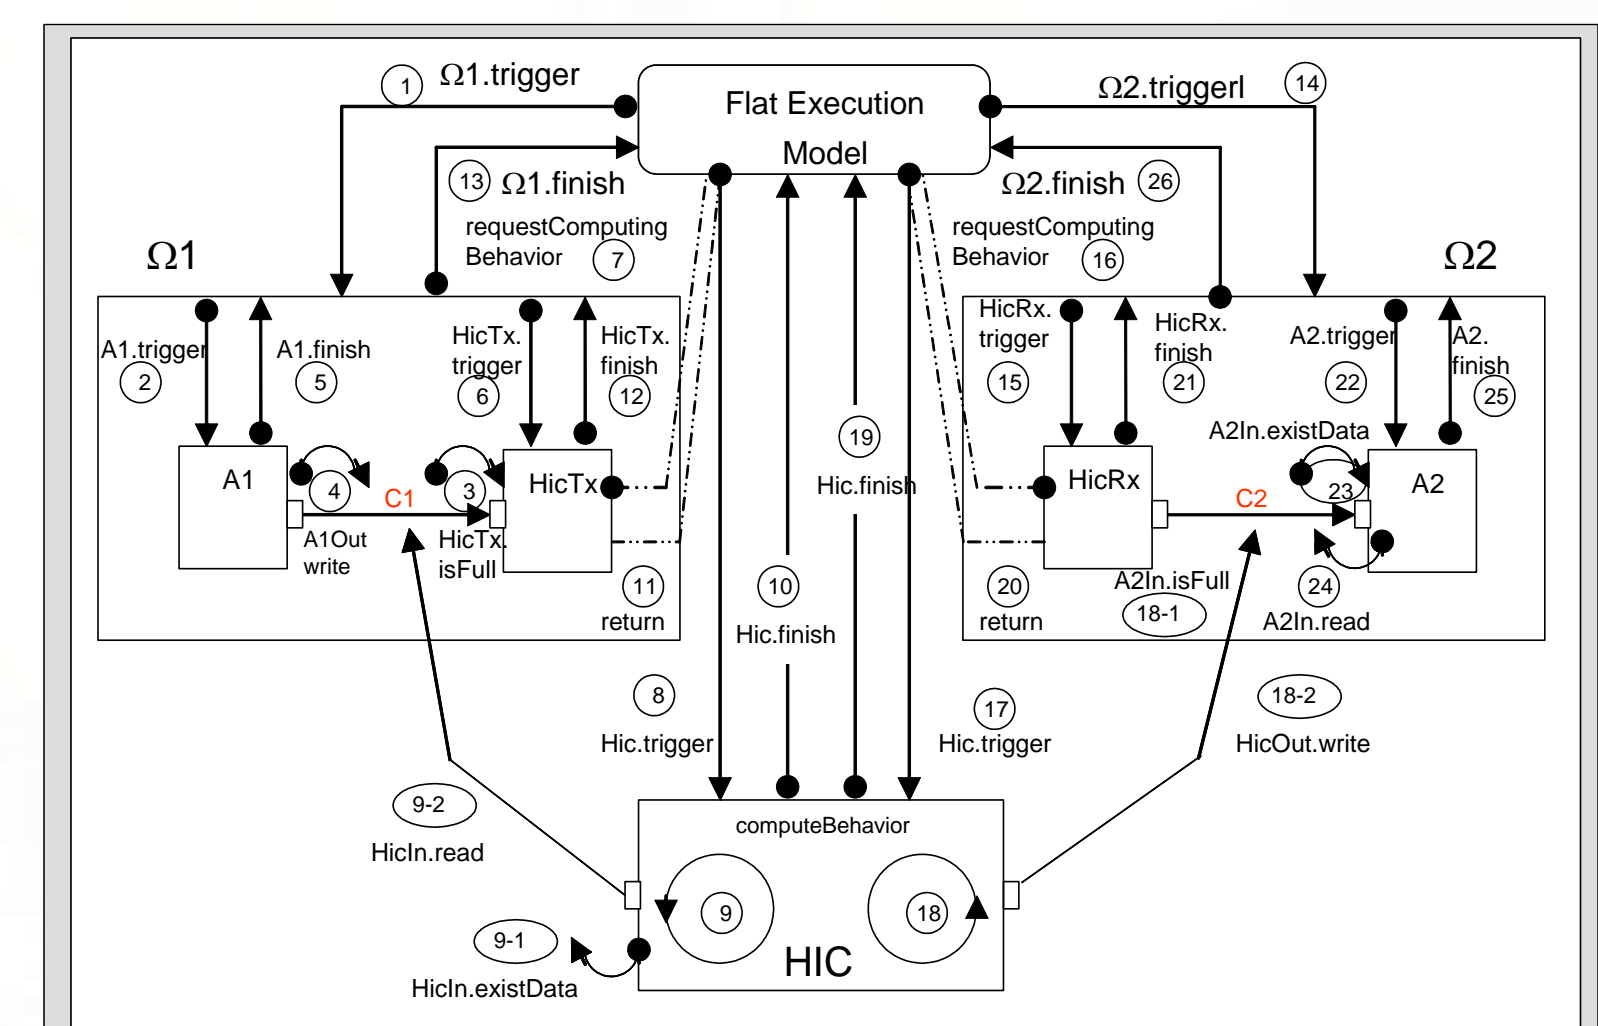 1 Ω1.trigger
Flat Execution
Model
Ω2.triggerl 14
13 Ω1.finish
Ω2.finish 26
requestComputing
Behavior 7
requestComputing
Behavior 16
Ω1
Ω2
A1.trigger
2
A1.finish
5
HicTx.
trigger
6
HicTx.
finish
12
HicRx.
trigger
15
HicRx.
finish
21
A2.trigger
22
A2.
finish
25
A1
4
C1
3
HicTx
A1Out
write
HicTx.
isFull
11
return
19
Hic.finish
10
Hic.finish
HicRx
C2
A2In.existData
23
A2
20
return
A2In.isFull
18-1
24
A2In.read
8
Hic.trigger
17
Hic.trigger
18-2
HicOut.write
9-2
HicIn.read
computeBehavior
9
18
HIC
9-1
HicIn.existData